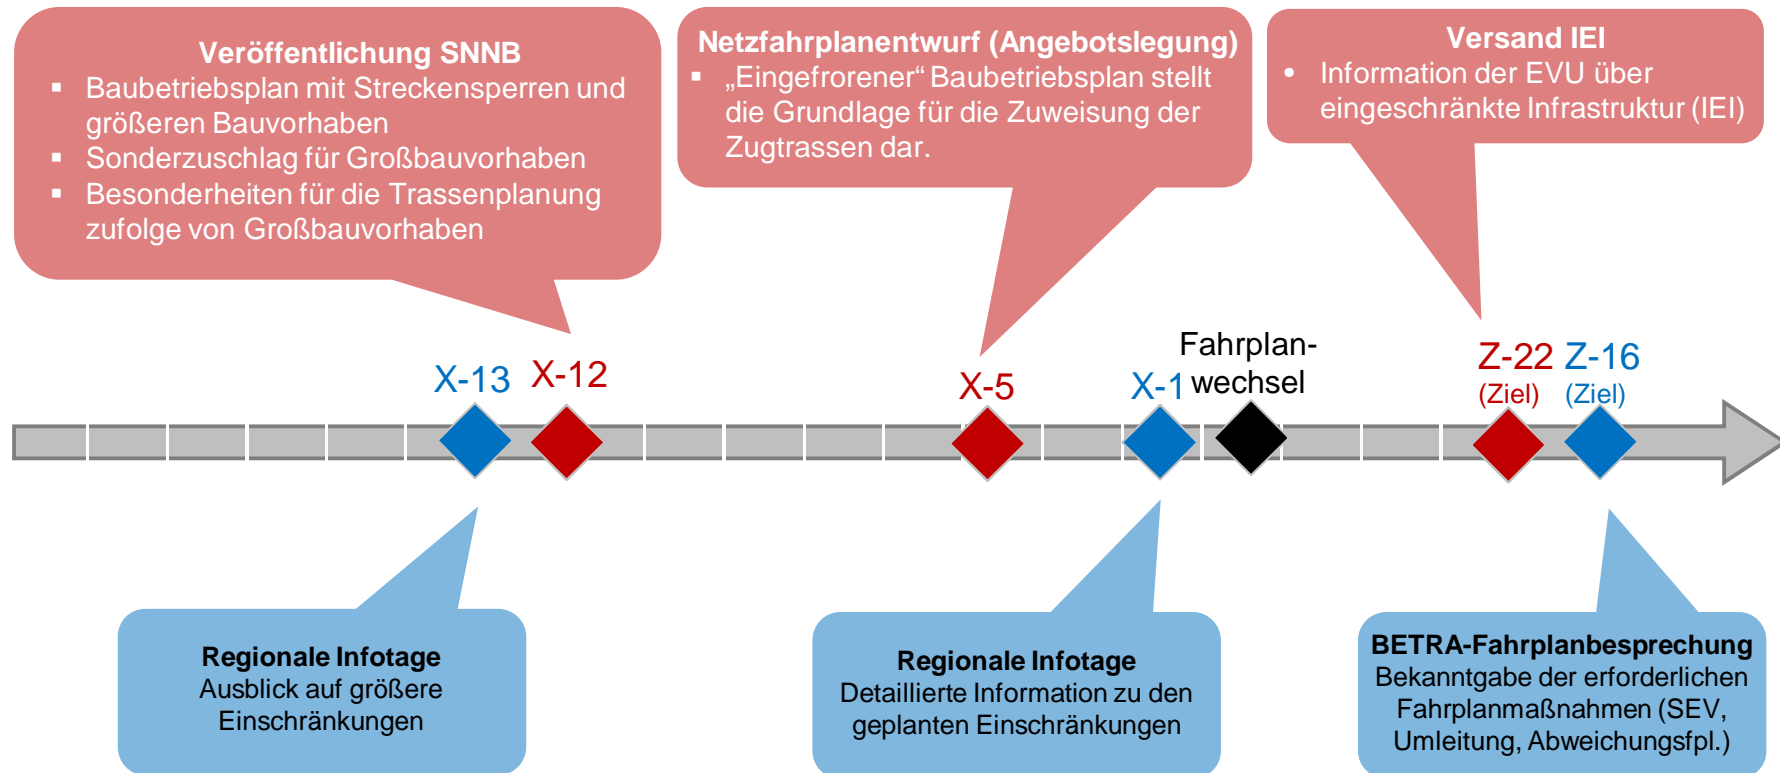 Veröffentlichung SNNB
▪ Baubetriebsplan mit Streckensperren und
größeren Bauvorhaben
▪ Sonderzuschlag für Großbauvorhaben
▪ Besonderheiten für die Trassenplanung
zufolge von Großbauvorhaben
Netzfahrplanentwurf (Angebotslegung)
▪ „Eingefrorener“ Baubetriebsplan stellt
die Grundlage für die Zuweisung der
Zugtrassen dar.
Versand IEI
• Information der EVU über
eingeschränkte Infrastruktur (IEI)
X-13
X-12
X-5
X-1
Fahrplan-
wechsel
Z-22
(Ziel)
Z-16
(Ziel)
Regionale Infotage
Ausblick auf größere
Einschränkungen
Regionale Infotage
Detaillierte Information zu den
geplanten Einschränkungen
BETRA-Fahrplanbesprechung
Bekanntgabe der erforderlichen
Fahrplanmaßnahmen (SEV,
Umleitung, Abweichungsfpl.)